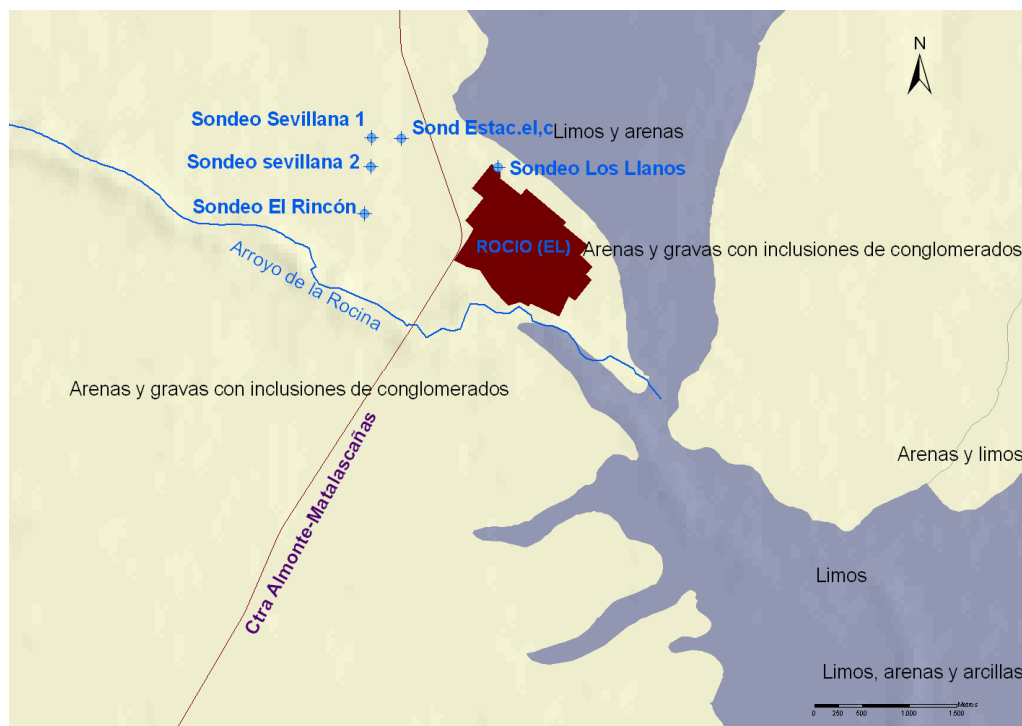 N
Sondeo Sevillana 1
Sond Estac.el,c
Limos y arenas
Sondeo sevillana 2
Sondeo Los Llanos
Sondeo El Rincón
ROCIO (EL)
Arenas y gravas con inclusiones de conglomerados
Arroyo de la Rocina
Arenas y gravas con inclusiones de conglomerados
Ctra Almonte-Matalascañas
Arenas y limos
Limos
Limos, arenas y arcillas
Metros
0 250 500 1.000 1.500